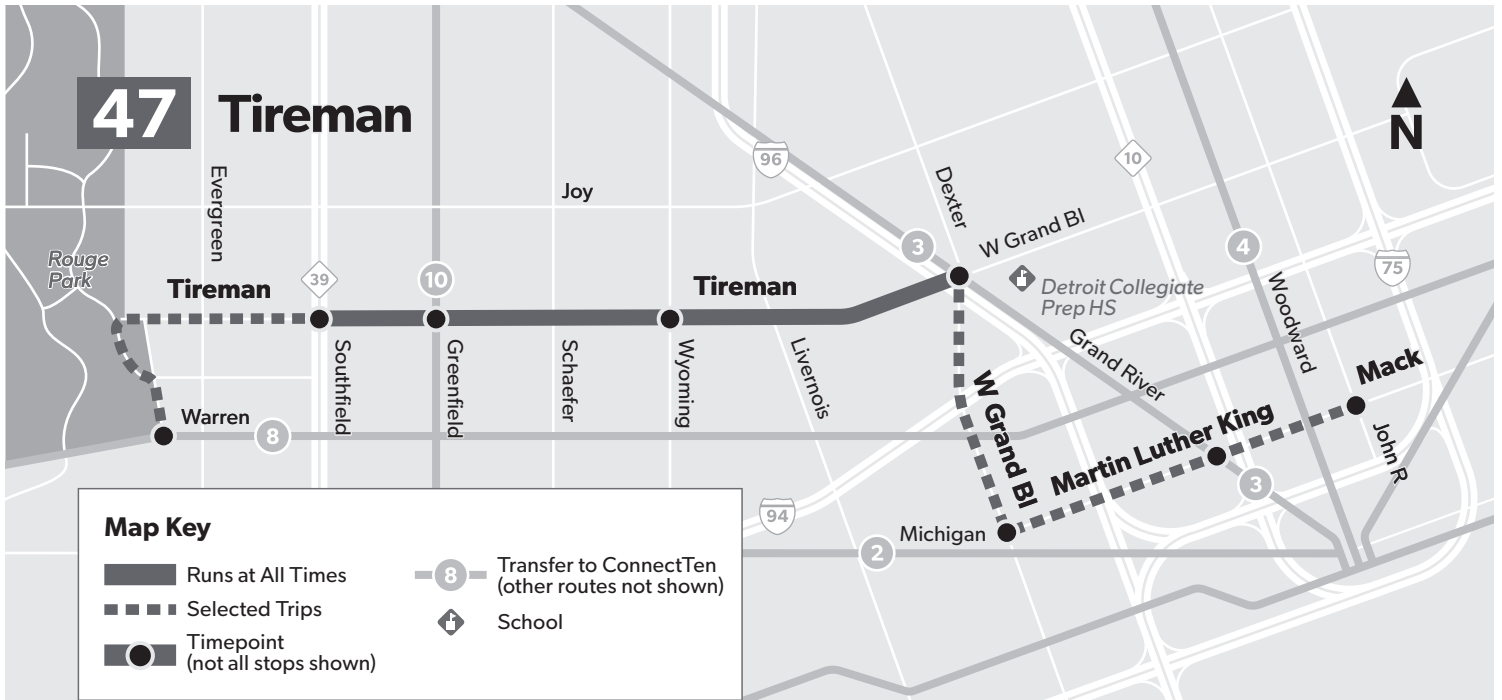 47 Tireman
N
96
10
Evergreen
Joy
Dexter
W Grand Bl
3
4
75
Rouge
Park
Tireman
39
10
Tireman
Detroit Collegiate
Prep HS
Woodward
Southfield
Greenfield
Schaefer
Wyoming
Livernois
Grand River
Mack
W Grand Bl
Martin Luther King
John R
Warren
8
3
94
Michigan
2
Map Key
Runs at All Times
Selected Trips
Timepoint
(not all stops shown)
8
Transfer to ConnectTen
(other routes not shown)
School